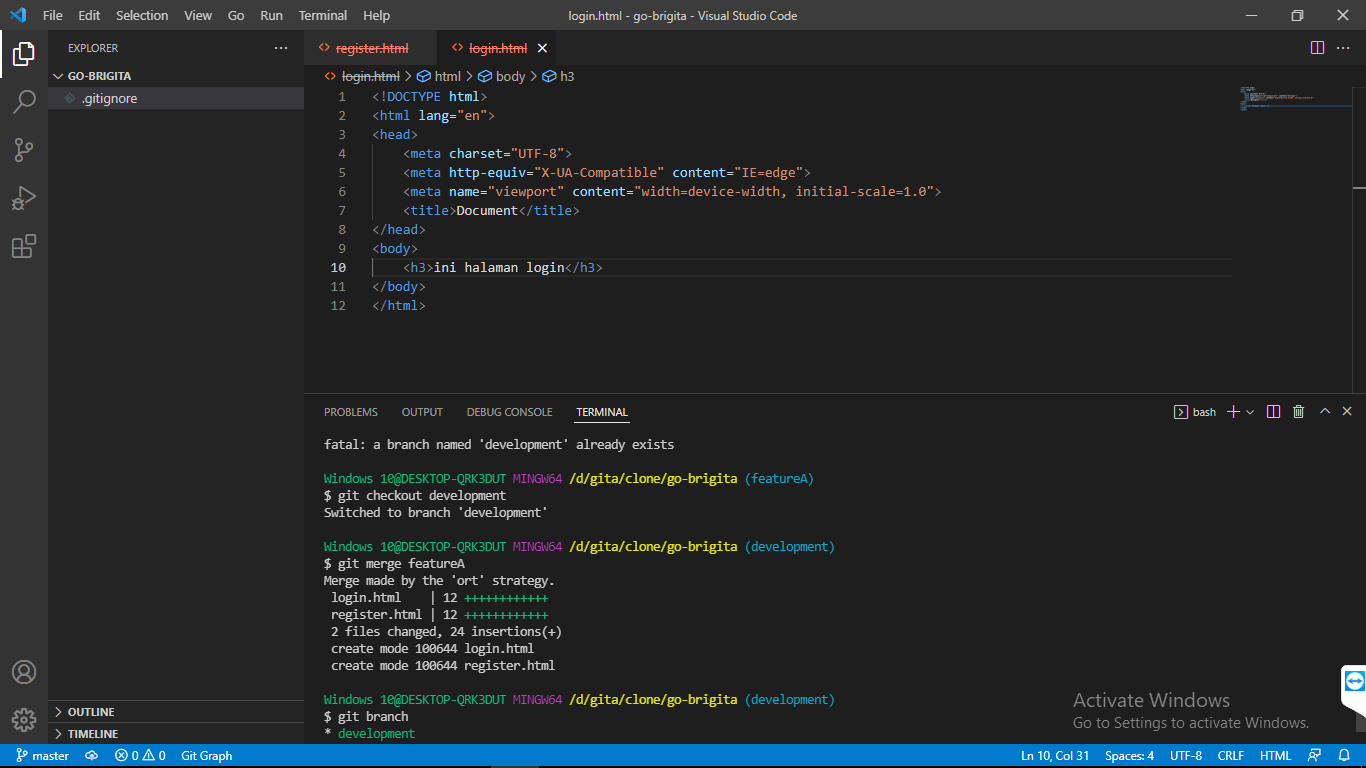 File Edit Selection View Go Run Terminal Help login.html - go-brigita - Visual Studio Code
EXPLORER
GO-BRIGITA
.gitignore
OUTLINE
TIMELINE
register.html login.html
login.html > html > body > h3
1 <!DOCTYPE html>
2 <html lang="en">
3 <head>
4 <meta charset="UTF-8">
5 <meta http-equiv="X-UA-Compatible" content="IE=edge">
6 <meta name="viewport" content="width=device-width, initial-scale=1.0">
7 <title>Document</title>
8 </head>
9 <body>
10 <h3>ini halaman login</h3>
11 </body>
12 </html>
PROBLEMS OUTPUT DEBUG CONSOLE TERMINAL bash
fatal: a branch named 'development' already exists
Windows 10@DESKTOP-QRK3DUT MINGW64 /d/gita/clone/go-brigita (featureA)
$ git checkout development
Switched to branch 'development'
Windows 10@DESKTOP-QRK3DUT MINGW64 /d/gita/clone/go-brigita (development)
$ git merge featureA
Merge made by the 'ort' strategy.
login.html | 12 ++++++++++++
register.html | 12 ++++++++++++
2 files changed, 24 insertions(+)
create mode 100644 login.html
create mode 100644 register.html
Windows 10@DESKTOP-QRK3DUT MINGW64 /d/gita/clone/go-brigita (development)
$ git branch
* development
Activate Windows
Go to Settings to activate Windows.
master 0 0 Git Graph Ln 10, Col 31 Spaces: 4 UTF-8 CRLF HTML